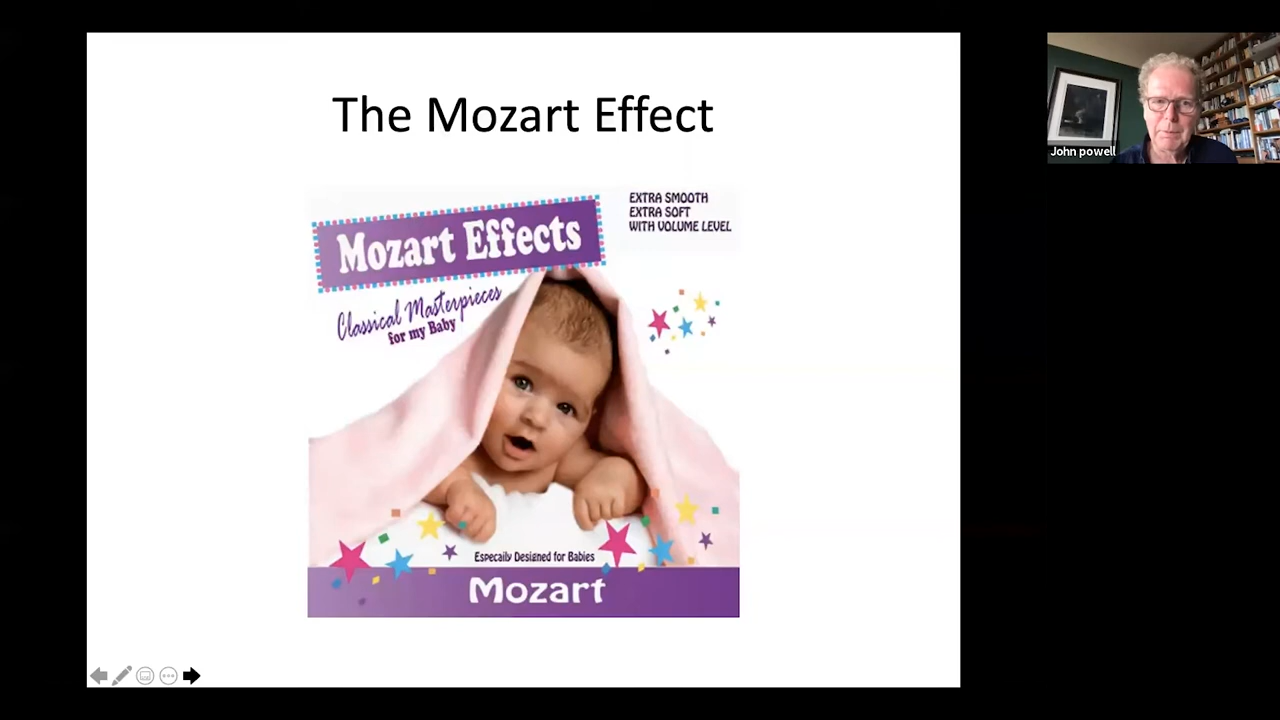 The Mozart Effect
Mozart Effects
EXTRA SMOOTH
EXTRA SOFT
WITH VOLUME LEVEL
Classical Masterpieces
for my Baby
Especaily Designed for Babies
Mozart
John powell